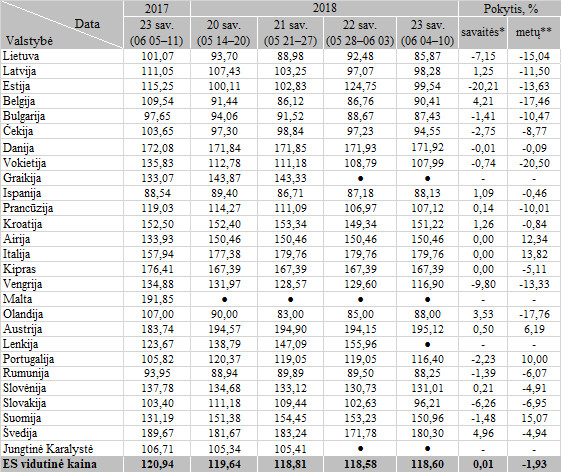 Data 2017 2018 Pokytis, %
Valstybė 23 sav. (06 05–11) 20 sav. (05 14–20) 21 sav. (05 21–27) 22 sav. (05 28–06 03) 23 sav. (06 04–10) savaitės* metų**
Lietuva 101,07 93,70 88,98 92,48 85,87 -7,15 -15,04
Latvija 111,05 107,43 103,25 97,07 98,28 1,25 -11,50
Estija 115,25 100,11 102,83 124,75 99,54 -20,21 -13,63
Belgija 109,54 91,44 86,12 86,76 90,41 4,21 -17,46
Bulgarija 97,65 94,06 91,52 88,67 87,43 -1,41 -10,47
Čekija 103,65 97,30 98,84 97,23 94,55 -2,75 -8,77
Danija 172,08 171,84 171,85 171,93 171,92 -0,01 -0,09
Vokietija 135,83 112,78 111,18 108,79 107,99 -0,74 -20,50
Graikija 133,07 143,87 143,33 ● ● - -
Ispanija 88,54 89,40 86,71 87,18 88,13 1,09 -0,46
Prancūzija 119,03 114,27 111,09 106,97 107,12 0,14 -10,01
Kroatija 152,50 152,40 153,34 149,34 151,22 1,26 -0,84
Airija 133,93 150,46 150,46 150,46 150,46 0,00 12,34
Italija 157,94 177,38 179,76 179,76 179,76 0,00 13,82
Kipras 176,41 167,39 167,39 167,39 167,39 0,00 -5,11
Vengrija 134,88 131,97 128,57 129,60 116,90 -9,80 -13,33
Malta 191,85 ● ● ● ● - -
Olandija 107,00 90,00 83,00 85,00 88,00 3,53 -17,76
Austrija 183,74 194,57 194,90 194,15 195,12 0,50 6,19
Lenkija 123,67 138,79 147,09 155,96 ● - -
Portugalija 105,82 120,37 119,05 119,05 116,40 -2,23 10,00
Rumunija 93,95 88,94 89,89 89,50 88,25 -1,39 -6,07
Slovėnija 137,78 134,68 133,12 130,73 131,01 0,21 -4,91
Slovakija 103,40 111,18 109,44 102,63 96,21 -6,26 -6,95
Suomija 131,19 151,38 154,45 153,23 150,96 -1,48 15,07
Švedija 189,67 181,67 183,24 171,78 180,30 4,96 -4,94
Jungtinė Karalystė 106,71 105,34 105,41 ● ● - -
ES vidutinė kaina 120,94 119,64 118,81 118,58 118,60 0,01 -1,93